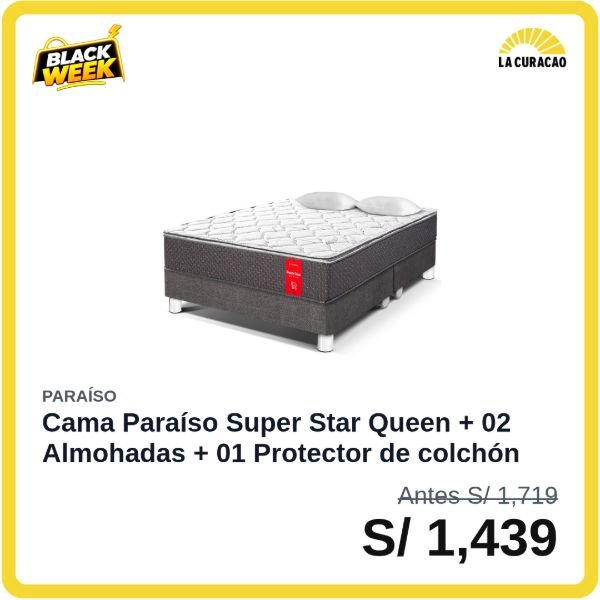 BLACK
WEEK
LA CURACAO
PARAÍSO
Cama Paraíso Super Star Queen + 02
Almohadas + 01 Protector de colchón
Antes S/ 1,719
S/ 1,439